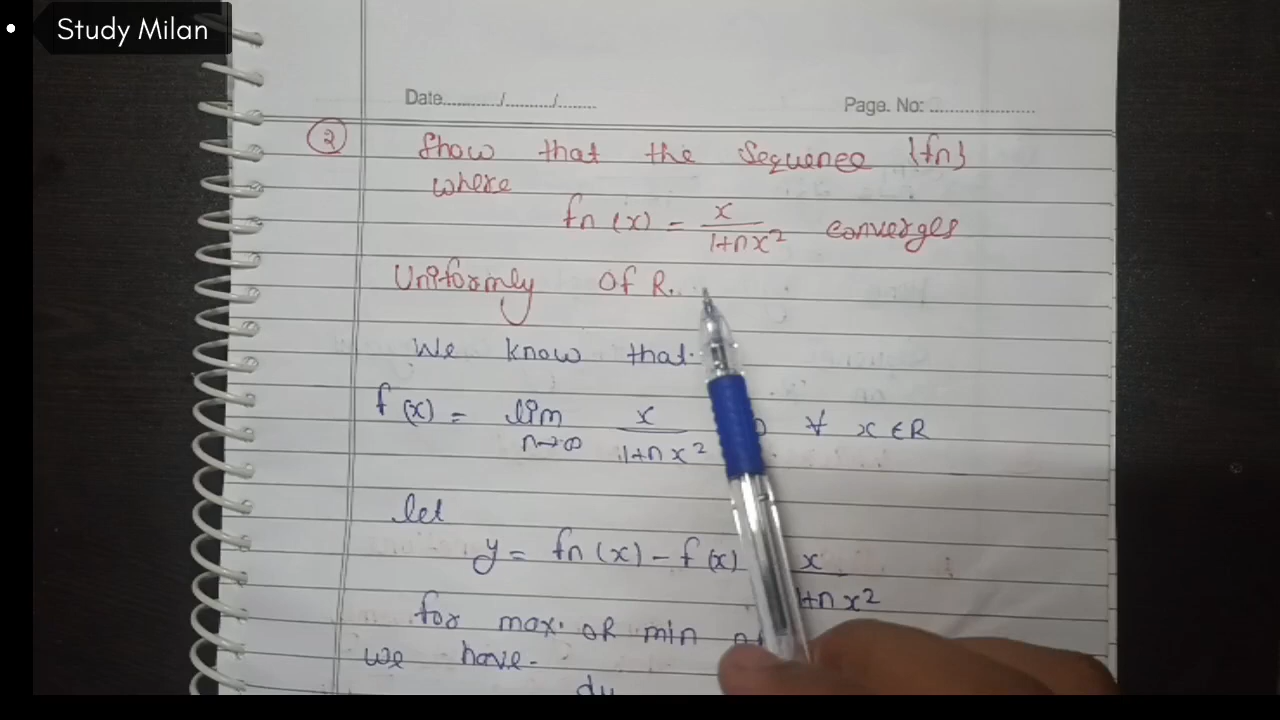 Study Milan
Date.........../........../........ Page. No: ........................
2 Show that the Sequence {fn}
where
fn (x) = x / 1+nx² converges
Uniformly of R.
We know that.
f (x) = lim n→∞ x / 1+nx² ∀ x ∈ R
let
y = fn (x) - f (x) x / 1+nx²
for max. or min
we have-
dy